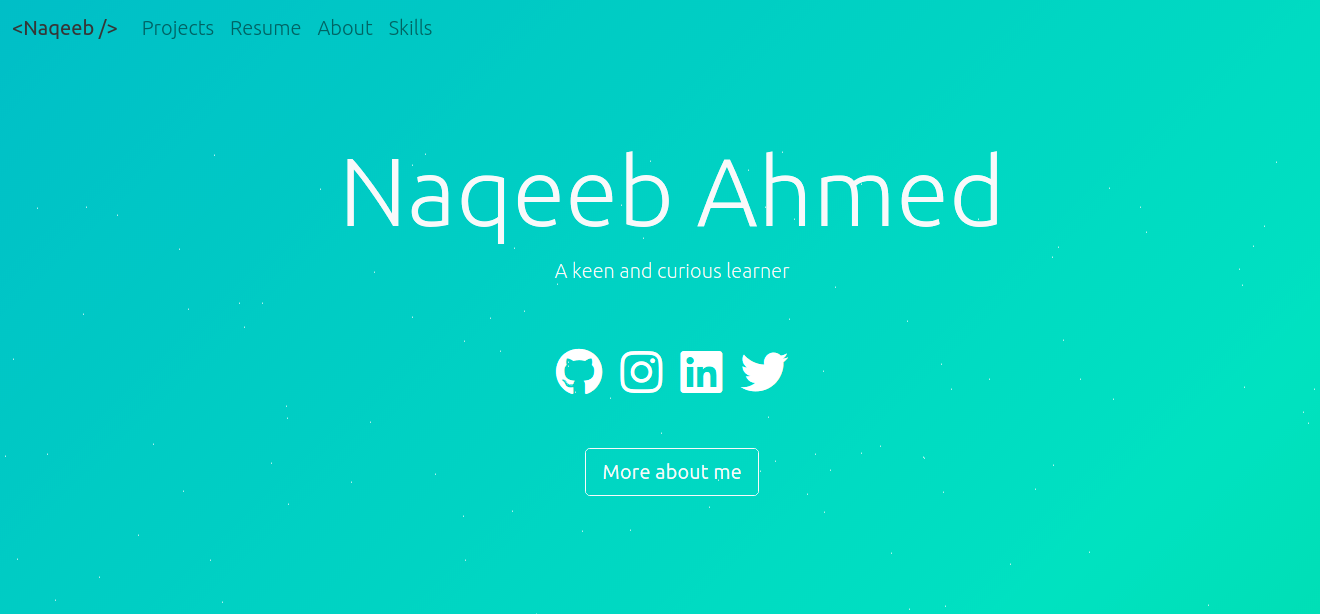 <Naqeeb /> Projects Resume About Skills
Naqeeb Ahmed
A keen and curious learner
More about me